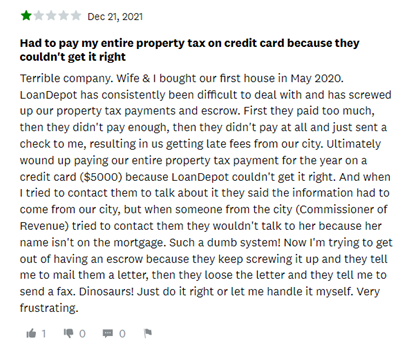 Dec 21, 2021
Had to pay my entire property tax on credit card because they
couldn't get it right
Terrible company. Wife & I bought our first house in May 2020.
LoanDepot has consistently been difficult to deal with and has screwed
up our property tax payments and escrow. First they paid too much,
then they didn't pay enough, then they didn't pay at all and just sent a
check to me, resulting in us getting late fees from our city. Ultimately
wound up paying our entire property tax payment for the year on a
credit card ($5000) because LoanDepot couldn't get it right. And when
I tried to contact them to talk about it they said the information had to
come from our city, but when someone from the city (Commissioner of
Revenue) tried to contact them they wouldn't talk to her because her
name isn't on the mortgage. Such a dumb system! Now I'm trying to get
out of having an escrow because they keep screwing it up and they tell
me to mail them a letter, then they loose the letter and they tell me to
send a fax. Dinosaurs! Just do it right or let me handle it myself. Very
frustrating.
1 0 0